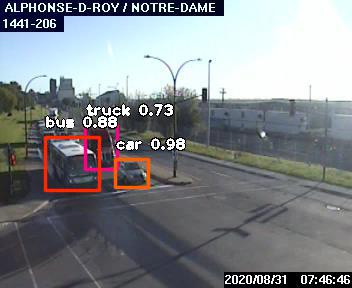 ALPHONSE-D-ROY / NOTRE-DAME
1441-206
truck 0.73
bus 0.88
car 0.98
2020/08/31 07:46:46